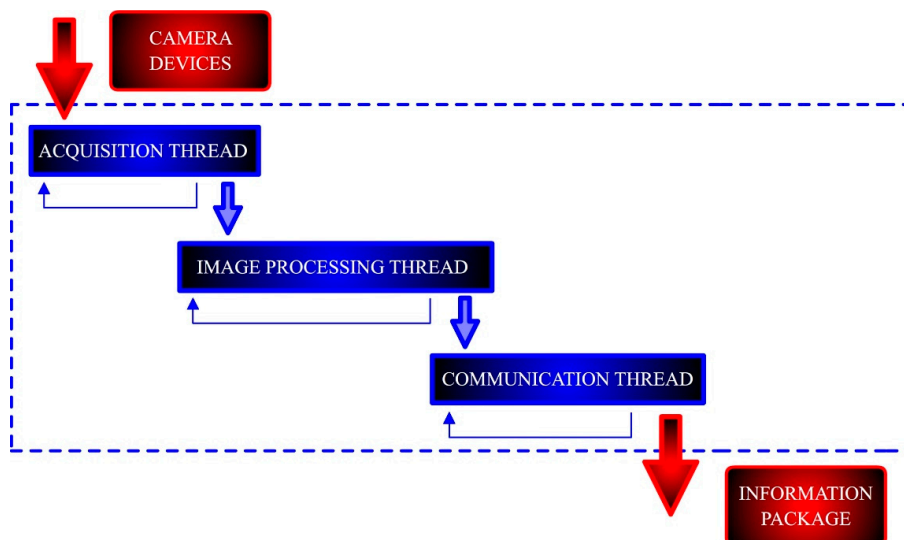 CAMERA
DEVICES
ACQUISITION THREAD
IMAGE PROCESSING THREAD
COMMUNICATION THREAD
INFORMATION
PACKAGE